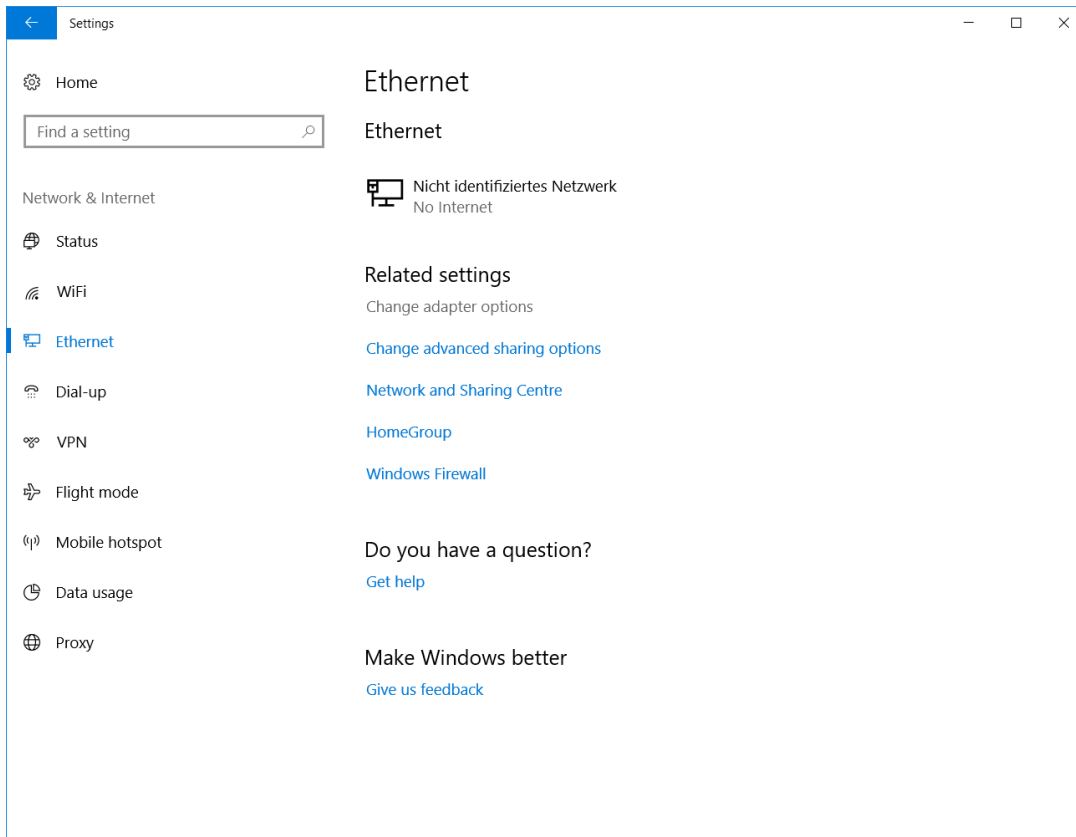 Settings
Home
Find a setting
Network & Internet
Status
WiFi
Ethernet
Dial-up
VPN
Flight mode
Mobile hotspot
Data usage
Proxy
Ethernet
Ethernet
Nicht identifiziertes Netzwerk
No Internet
Related settings
Change adapter options
Change advanced sharing options
Network and Sharing Centre
HomeGroup
Windows Firewall
Do you have a question?
Get help
Make Windows better
Give us feedback